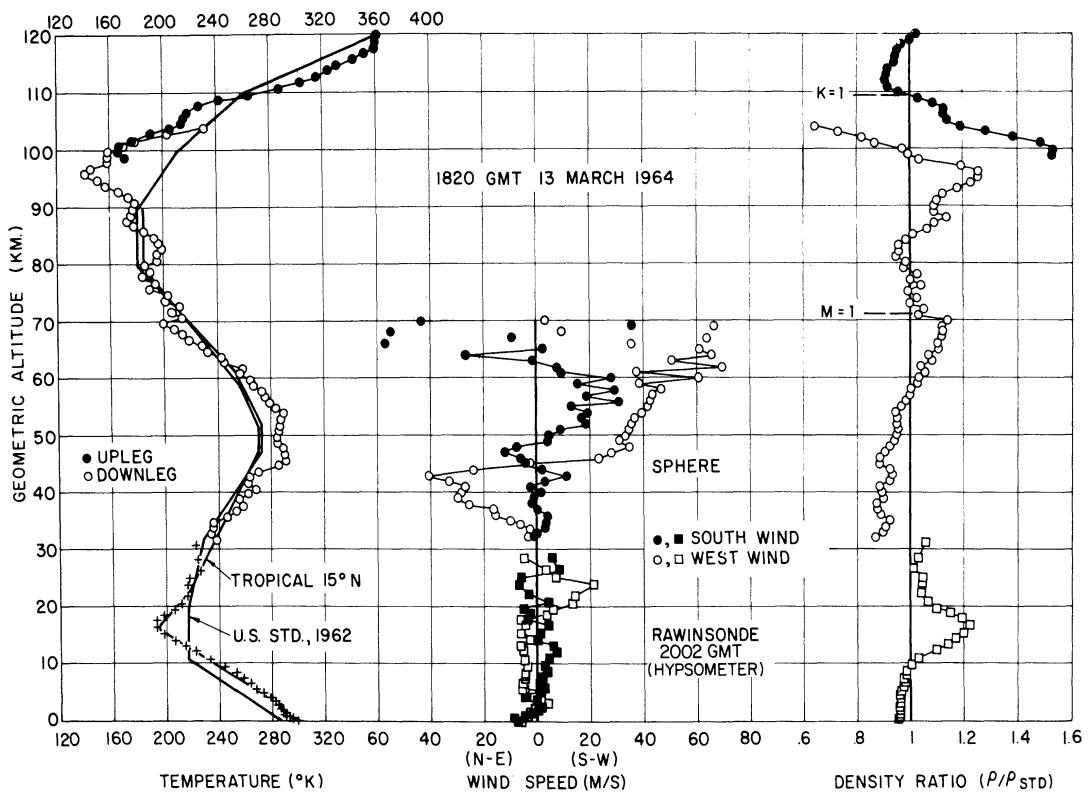 120 160 200 240 280 320 360 400
120
110
100
90
80
70
60
50
40
30
20
10
0
GEOMETRIC ALTITUDE (KM.)
1820 GMT 13 MARCH 1964
K=1
M=1
● UPLEG
○ DOWNLEG
SPHERE
●,■ SOUTH WIND
○,□ WEST WIND
TROPICAL 15° N
U.S. STD., 1962
RAWINSONDE
2002 GMT
(HYPSOMETER)
120 160 200 240 280 320 40 20 0 20 40 60 80 .6 .8 1 1.2 1.4 1.6
(N-E) (S-W)
TEMPERATURE (°K) WIND SPEED (M/S) DENSITY RATIO (ρ/ρSTD)